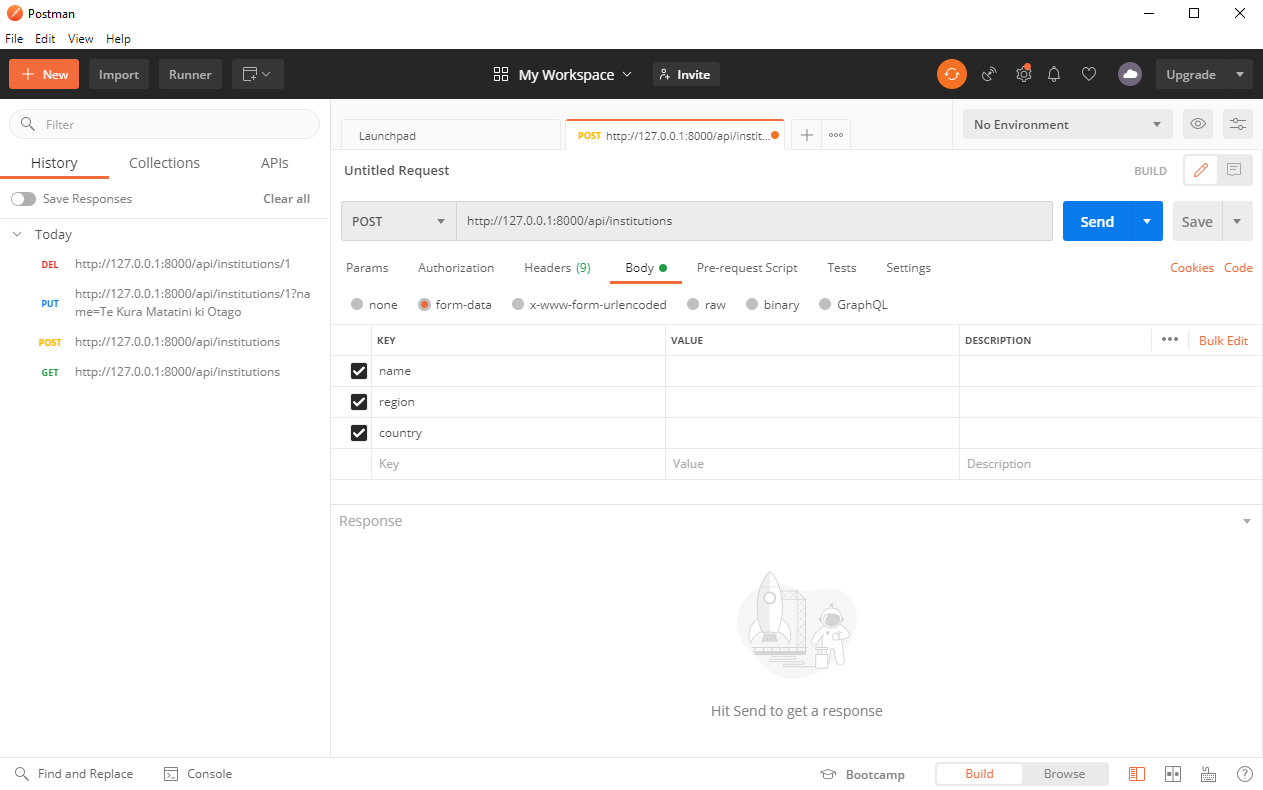 Postman
File Edit View Help
New Import Runner My Workspace Invite Upgrade
Filter
History Collections APIs
Save Responses Clear all
Today
DEL http://127.0.0.1:8000/api/institutions/1
PUT http://127.0.0.1:8000/api/institutions/1?na
me=Te Kura Matatini ki Otago
POST http://127.0.0.1:8000/api/institutions
GET http://127.0.0.1:8000/api/institutions
Launchpad POST http://127.0.0.1:8000/api/instit... No Environment
Untitled Request BUILD
POST http://127.0.0.1:8000/api/institutions Send Save
Params Authorization Headers (9) Body Pre-request Script Tests Settings Cookies Code
none form-data x-www-form-urlencoded raw binary GraphQL
KEY VALUE DESCRIPTION Bulk Edit
name
region
country
Key Value Description
Response
Hit Send to get a response
Find and Replace Console Bootcamp Build Browse